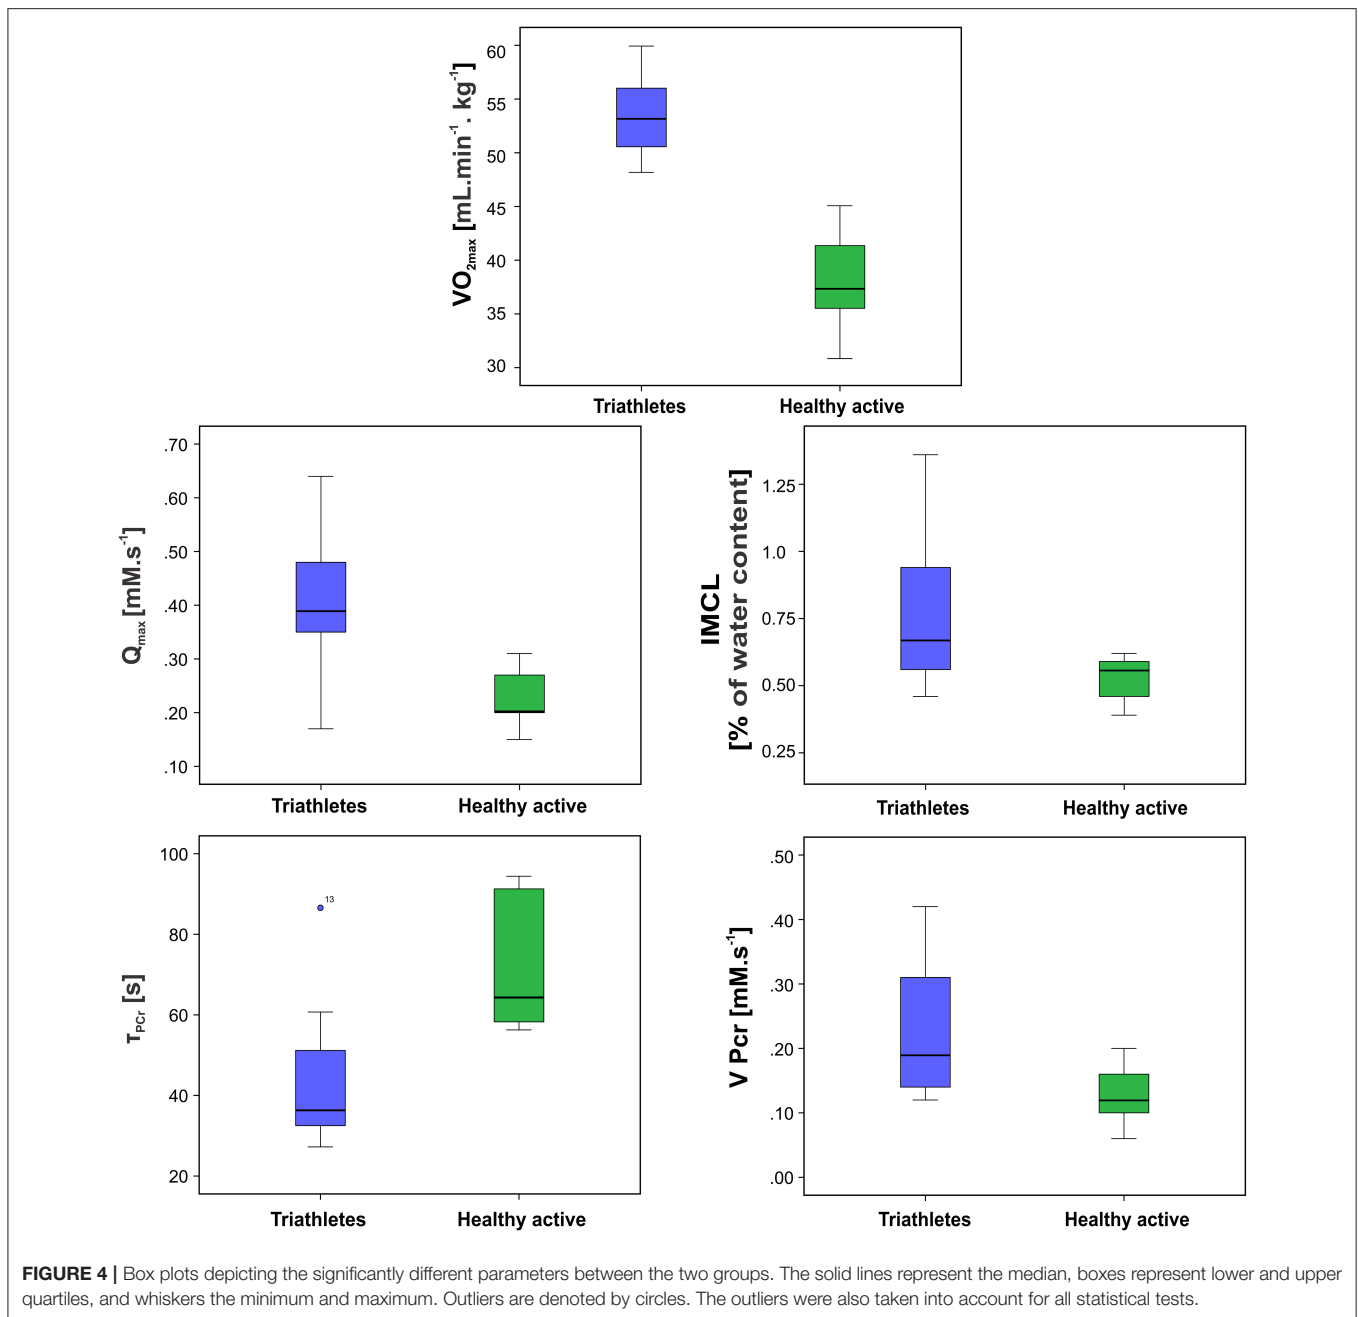 VO2max [mL.min-1. kg-1]
60
55
50
45
40
35
30
Triathletes
Healthy active
Qmax [mM.s-1]
.70
.60
.50
.40
.30
.20
.10
Triathletes
Healthy active
IMCL
[% of water content]
1.25
1.0
0.75
0.50
0.25
Triathletes
Healthy active
τPCr [s]
100
80
60
40
20
13
Triathletes
Healthy active
V Pcr [mM.s-1]
.50
.40
.30
.20
.10
.00
Triathletes
Healthy active
FIGURE 4 | Box plots depicting the significantly different parameters between the two groups. The solid lines represent the median, boxes represent lower and upper
quartiles, and whiskers the minimum and maximum. Outliers are denoted by circles. The outliers were also taken into account for all statistical tests.